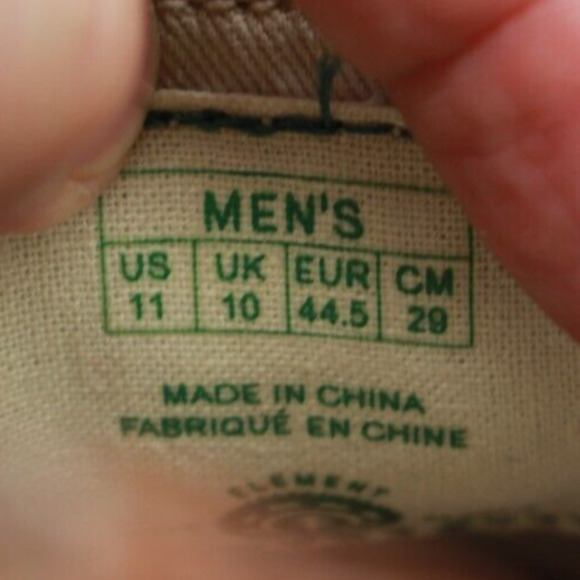 MEN'S
US UK EUR CM
11 10 44.5 29
MADE IN CHINA
FABRIQUÉ EN CHINE
ELEMENT